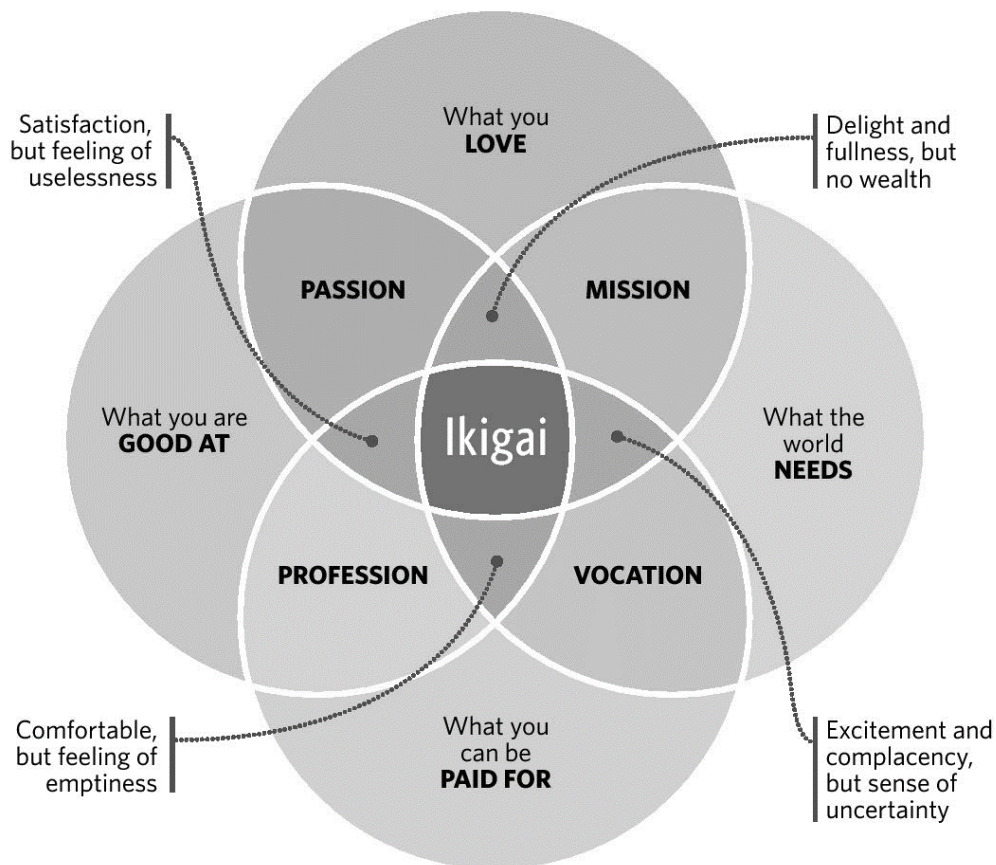 What you
LOVE
Satisfaction,
but feeling of
uselessness
Delight and
fullness, but
no wealth
PASSION
MISSION
What you are
GOOD AT
Ikigai
What the
world
NEEDS
PROFESSION
VOCATION
Comfortable,
but feeling of
emptiness
What you
can be
PAID FOR
Excitement and
complacency,
but sense of
uncertainty